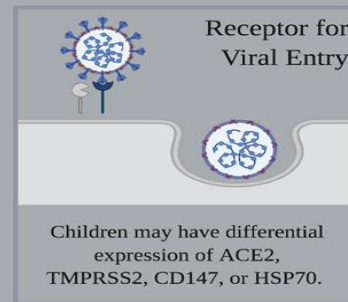 Receptor for
Viral Entry
Children may have differential
expression of ACE2,
TMPRSS2, CD147, or HSP70.